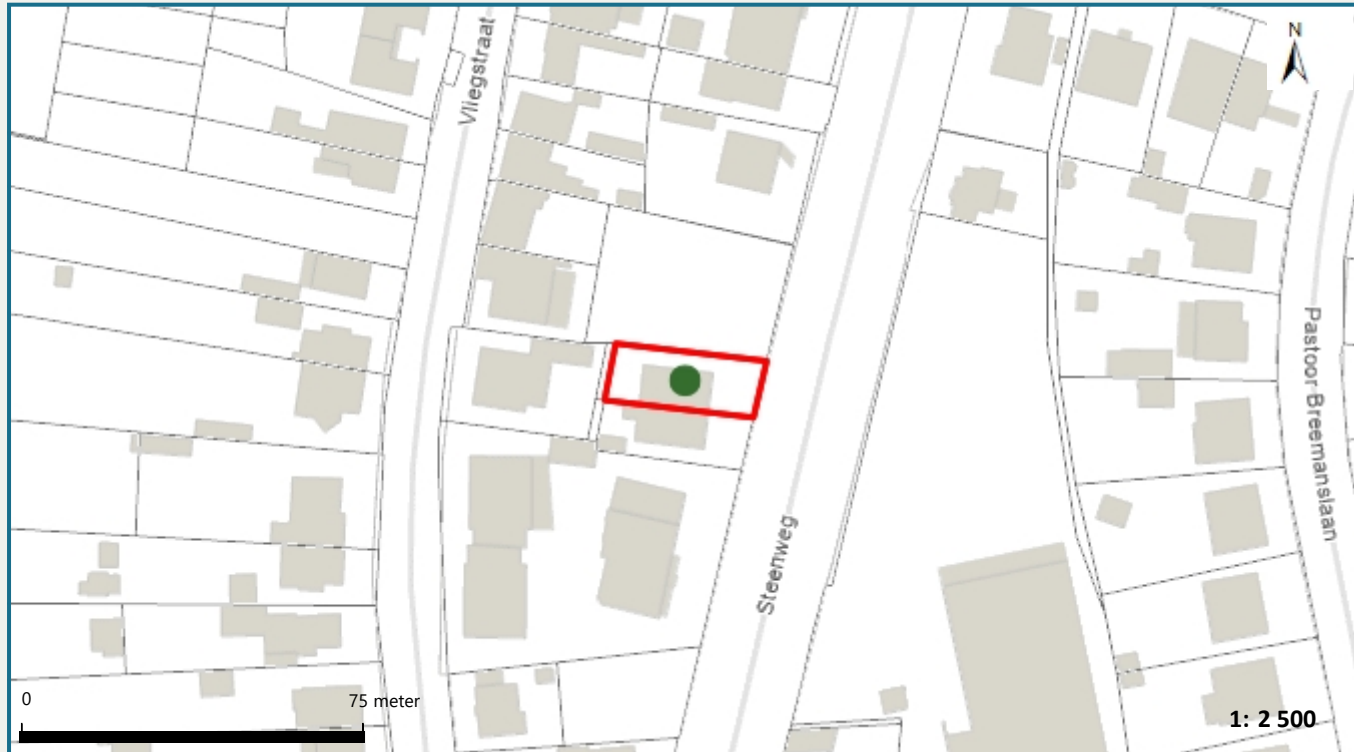 N
Vliegstraat
Pastoor Breemanslaan
Steenweg
0 75 meter
1: 2 500